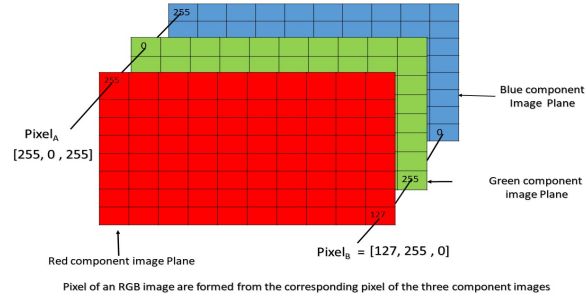 255
0
255
Blue component
Image Plane
Pixel_A
[255, 0 , 255]
0
255
Green component
image Plane
127
Pixel_B = [127, 255 , 0]
Red component image Plane
Pixel of an RGB image are formed from the corresponding pixel of the three component images